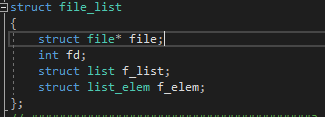 struct file_list
{
struct file* file;
int fd;
struct list f_list;
struct list_elem f_elem;
};